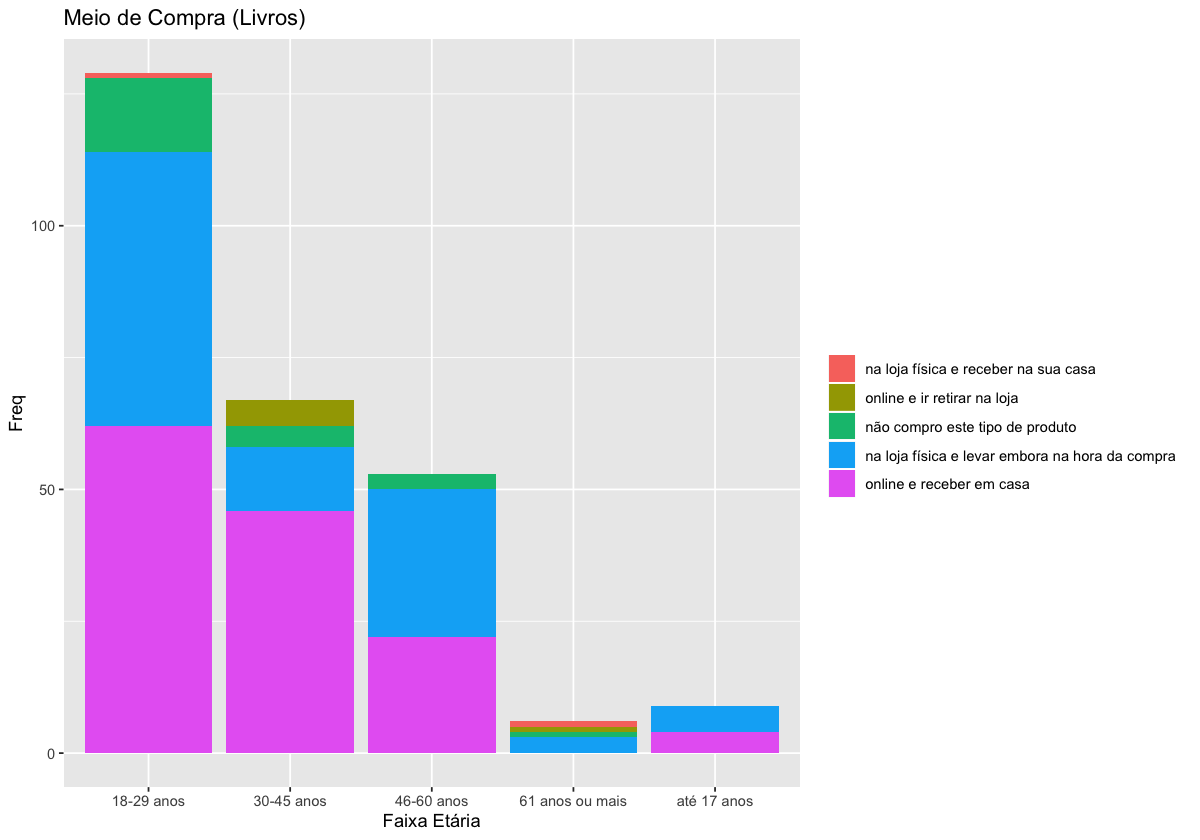 Meio de Compra (Livros)
Freq
100
50
0
18-29 anos
30-45 anos
46-60 anos
61 anos ou mais
até 17 anos
Faixa Etária
na loja física e receber na sua casa
online e ir retirar na loja
não compro este tipo de produto
na loja física e levar embora na hora da compra
online e receber em casa